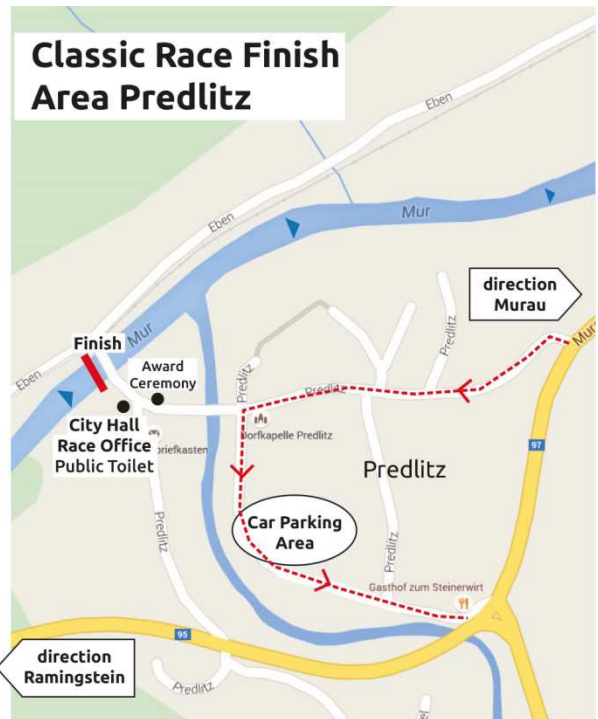 Classic Race Finish
Area Predlitz
Eben
Eben
Mur
direction
Murau
Mur
Finish
Award
Ceremony
Predlitz
Predlitz
Predlitz
Eben
City Hall
Race Office
Public Toilet
Dorfkapelle Predlitz
97
Predlitz
Car Parking
Area
Predlitz
Predlitz
Gasthof zum Steinerwirt
95
direction
Ramingstein
Predlitz